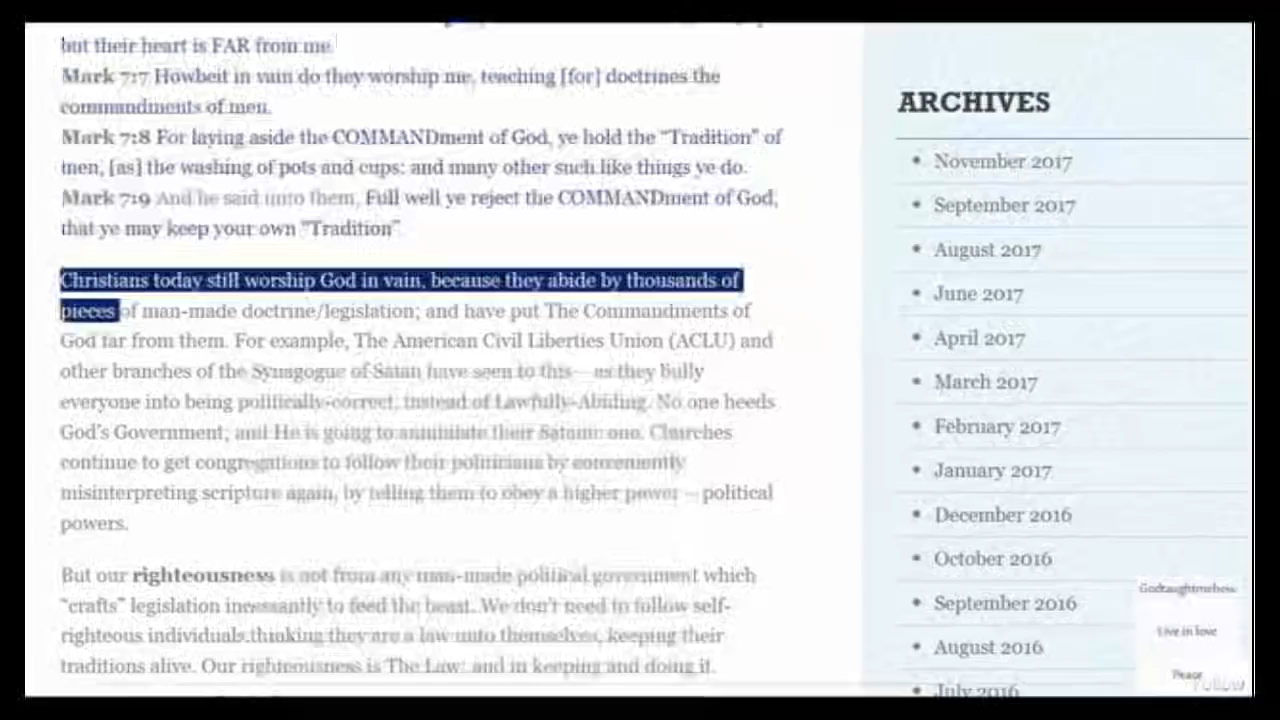 but their heart is FAR from me
Mark 7:7 Howbeit in vain do they worship me, teaching [for] doctrines the
commandments of men.
Mark 7:8 For laying aside the COMMANDment of God, ye hold the "Tradition" of
men, [as] the washing of pots and cups: and many other such like things ye do.
Mark 7:9 And he said unto them, Full well ye reject the COMMANDment of God,
that ye may keep your own "Tradition"
Christians today still worship God in vain, because they abide by thousands of
pieces of man-made doctrine/legislation; and have put The Commandments of
God far from them. For example, The American Civil Liberties Union (ACLU) and
other branches of the Synagogue of Satan have seen to this—as they bully
everyone into being politically-correct, instead of Lawfully-Abiding. No one heeds
God's Government; and He is going to annihilate their Satanic one. Churches
continue to get congregations to follow their politicians by conveniently
misinterpreting scripture again, by telling them to obey a higher power – political
powers.
But our righteousness is not from any man-made political government which
"crafts" legislation incessantly to feed the beast. We don't need to follow self-
righteous individuals thinking they are a law unto themselves, keeping their
traditions alive. Our righteousness is The Law: and in keeping and doing it.
ARCHIVES
• November 2017
• September 2017
• August 2017
• June 2017
• April 2017
• March 2017
• February 2017
• January 2017
• December 2016
• October 2016
• September 2016
• August 2016
• July 2016
Live in love
Peace
Follow